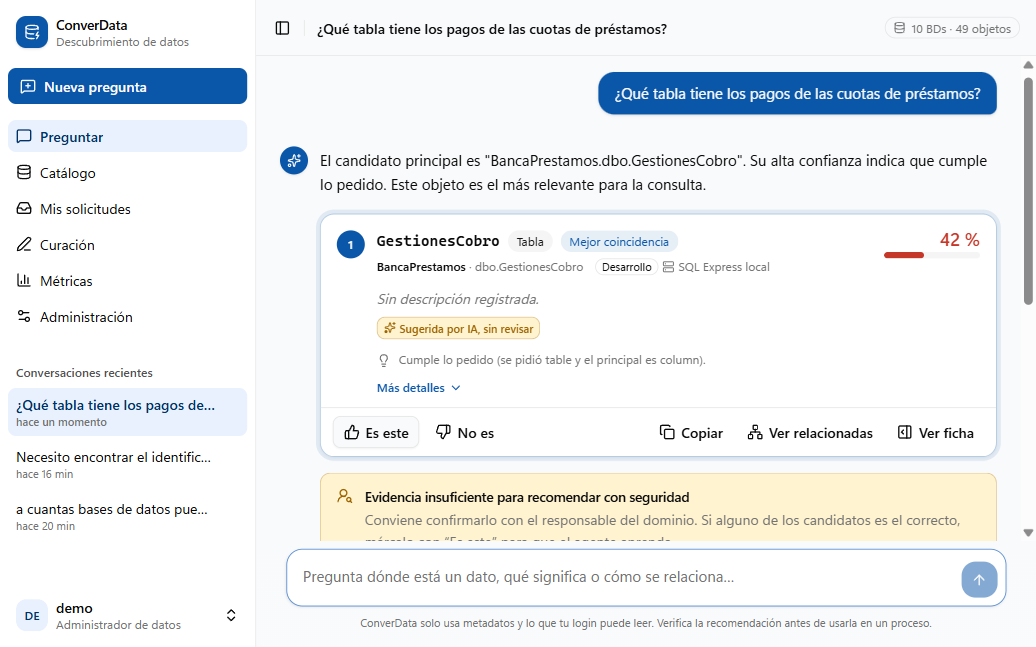 ConverData
Descubrimiento de datos
Nueva pregunta
Preguntar
Catálogo
Mis solicitudes
Curación
Métricas
Administración
Conversaciones recientes
¿Qué tabla tiene los pagos de...
hace un momento
Necesito encontrar el identific...
hace 16 min
a cuantas bases de datos pue...
hace 20 min
DE
demo
Administrador de datos
¿Qué tabla tiene los pagos de las cuotas de préstamos?
10 BDs · 49 objetos
¿Qué tabla tiene los pagos de las cuotas de préstamos?
El candidato principal es "BancaPrestamos.dbo.GestionesCobro". Su alta confianza indica que cumple
lo pedido. Este objeto es el más relevante para la consulta.
1
GestionesCobro Tabla Mejor coincidencia
42 %
BancaPrestamos · dbo.GestionesCobro Desarrollo SQL Express local
Sin descripción registrada.
Sugerida por IA, sin revisar
Cumple lo pedido (se pidió table y el principal es column).
Más detalles
Es este No es Copiar Ver relacionadas Ver ficha
Evidencia insuficiente para recomendar con seguridad
Conviene confirmarlo con el responsable del dominio. Si alguno de los candidatos es el correcto,
márcalo con "Es este" para que el agente aprenda.
Pregunta dónde está un dato, qué significa o cómo se relaciona...
ConverData solo usa metadatos y lo que tu login puede leer. Verifica la recomendación antes de usarla en un proceso.